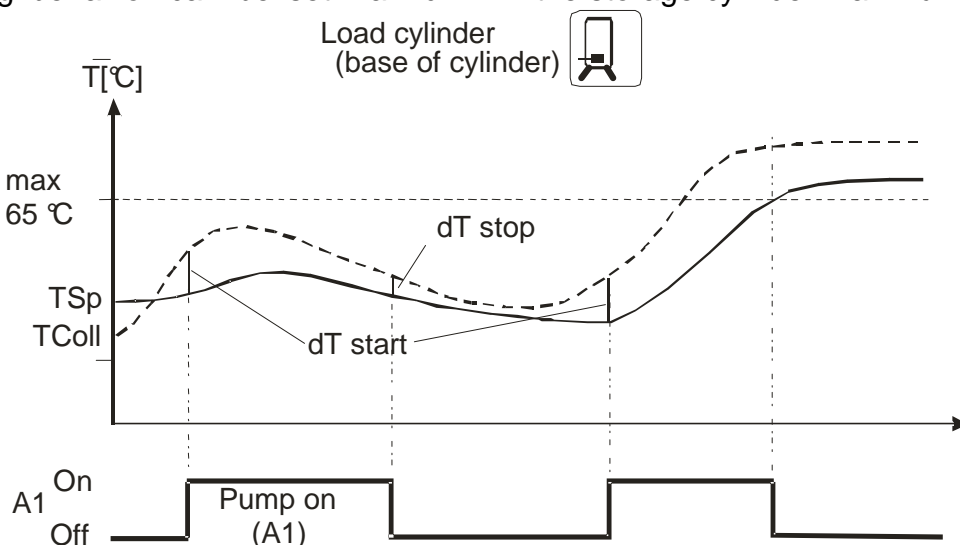 Load cylinder
(base of cylinder)
T[°C]
max
65 °C
dT stop
TSp
TColl
dT start
On
A1
Off
Pump on
(A1)